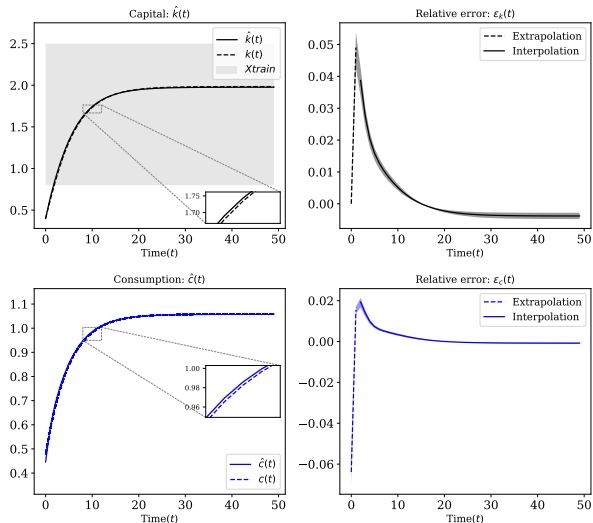 Capital: k̂(t)
2.5
2.0
1.5
1.0
0.5
k̂(t)
k(t)
Xtrain
1.75
1.70
0 10 20 30 40 50
Time(t)
Relative error: ε_k(t)
0.05
0.04
0.03
0.02
0.01
0.00
Extrapolation
Interpolation
0 10 20 30 40 50
Time(t)
Consumption: ĉ(t)
1.1
1.0
0.9
0.8
0.7
0.6
0.5
0.4
1.00
0.98
0.96
ĉ(t)
c(t)
0 10 20 30 40 50
Time(t)
Relative error: ε_c(t)
0.02
0.00
−0.02
−0.04
−0.06
Extrapolation
Interpolation
0 10 20 30 40 50
Time(t)